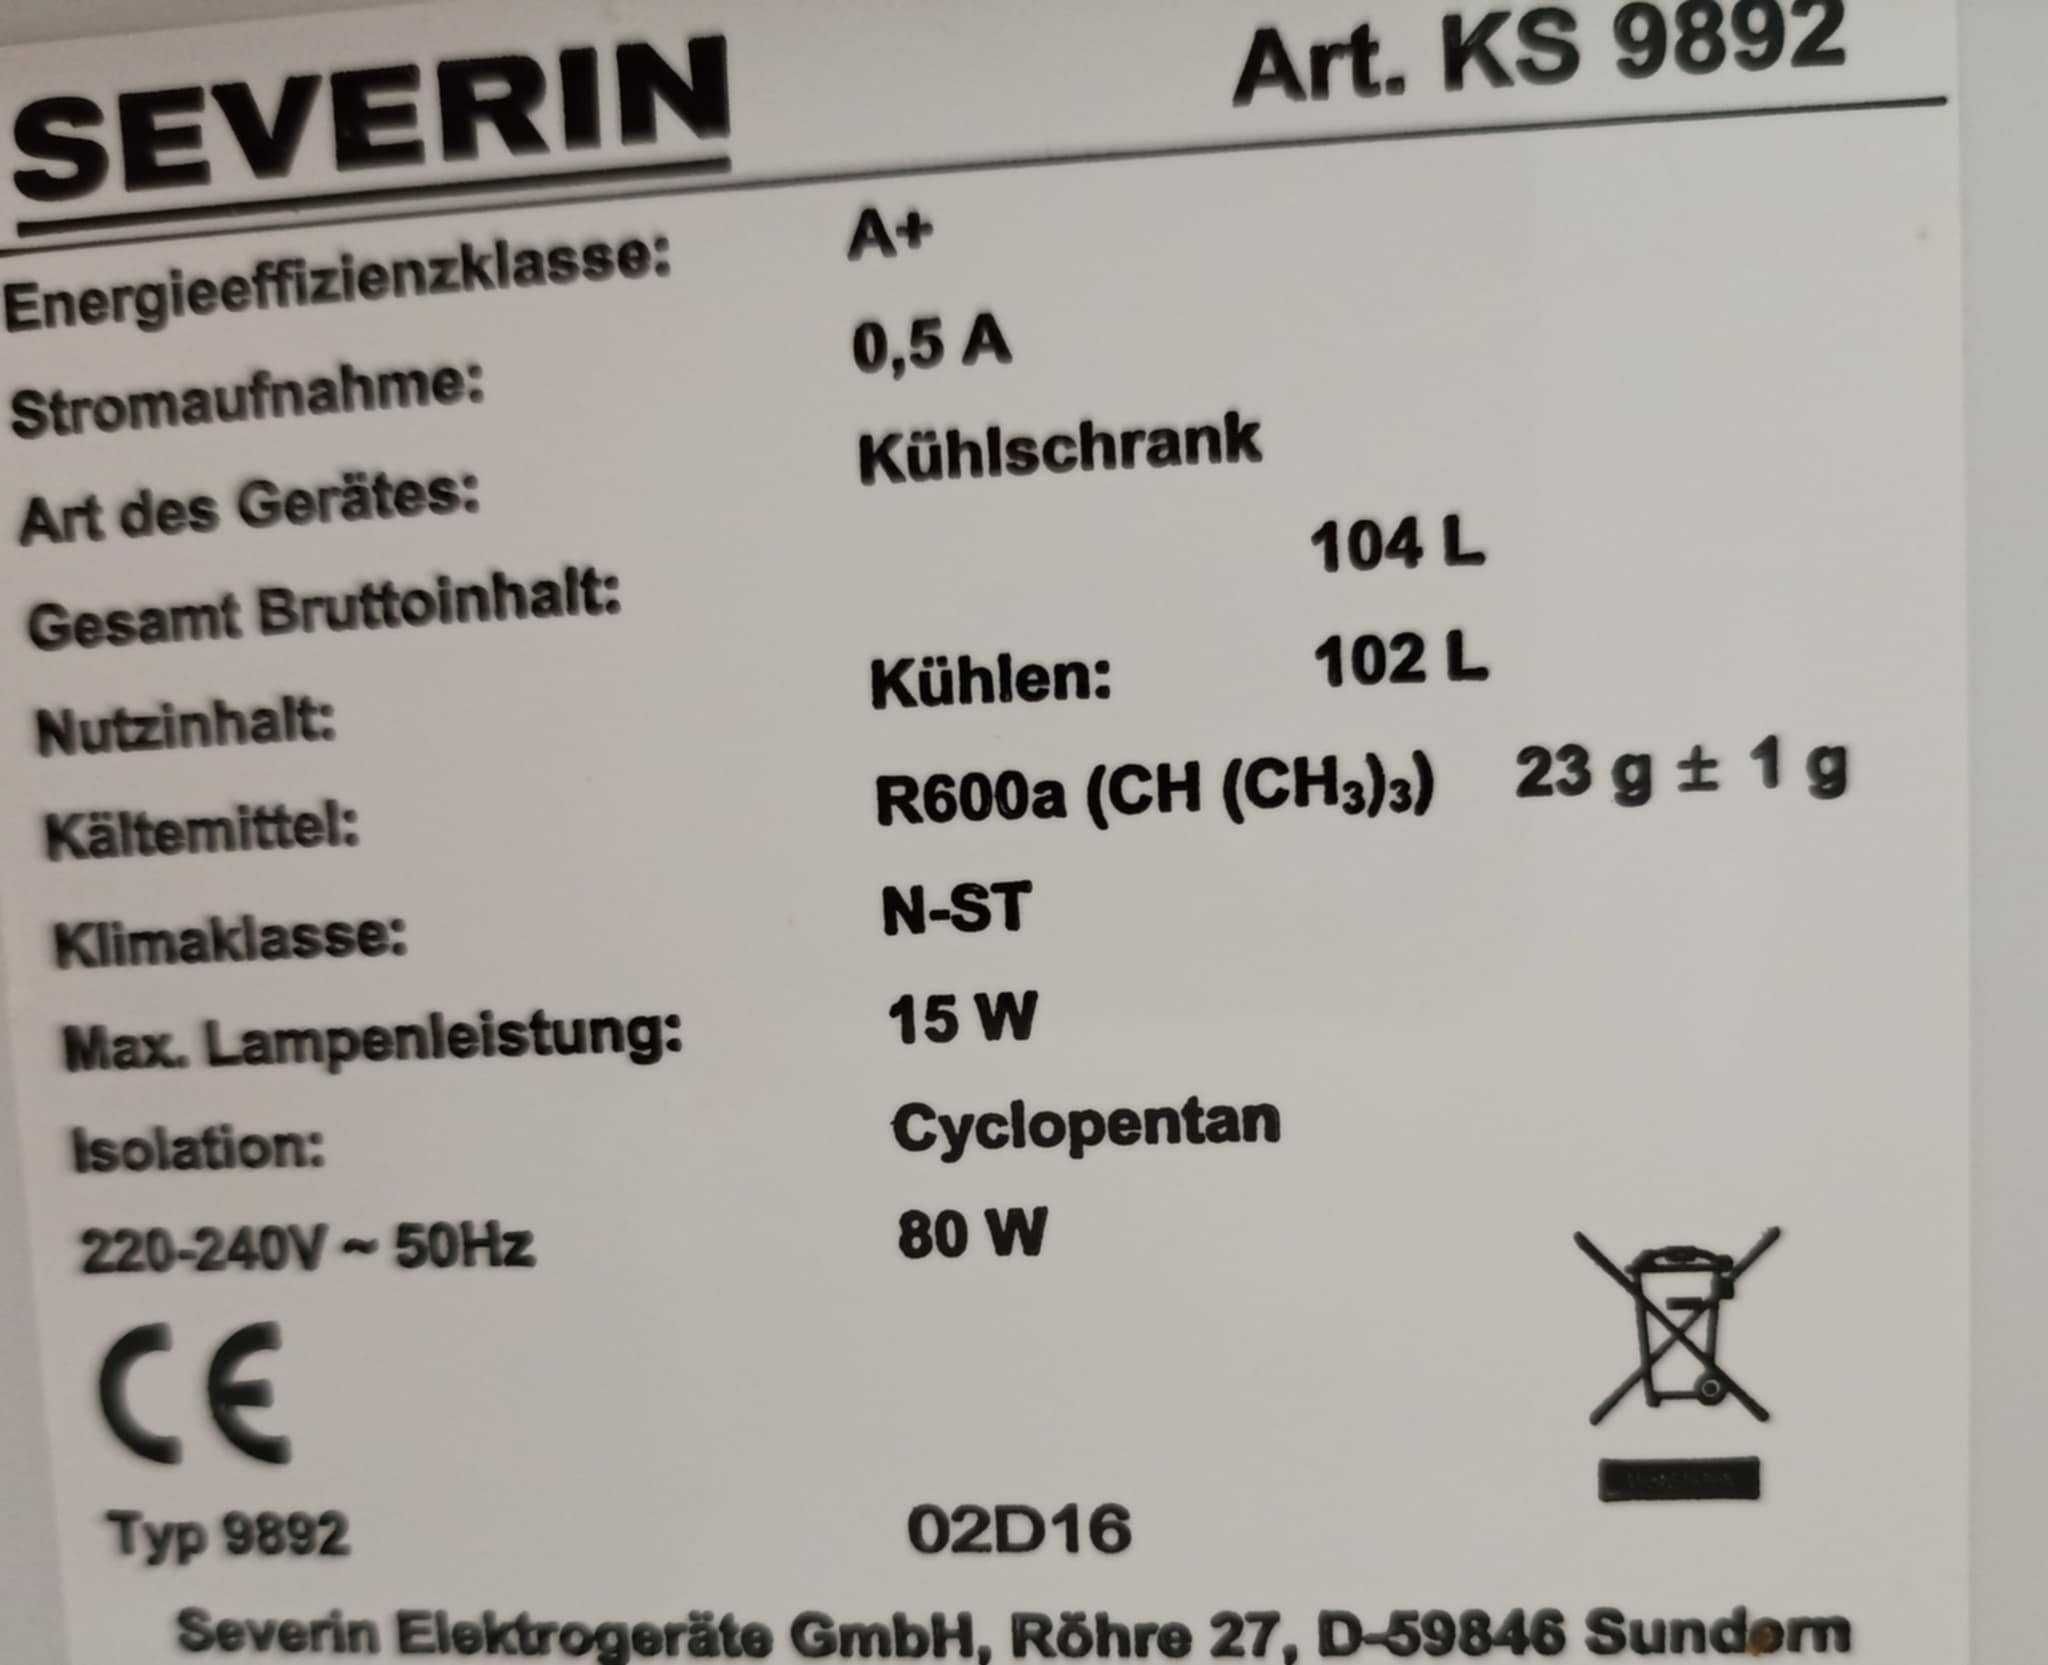 SEVERIN Art. KS 9892
Energieeffizienzklasse: A+
Stromaufnahme: 0,5 A
Art des Gerätes: Kühlschrank
Gesamt Bruttoinhalt: 104 L
Nutzinhalt: Kühlen: 102 L
Kältemittel: R600a (CH (CH₃)₃) 23 g ± 1 g
Klimaklasse: N-ST
Max. Lampenleistung: 15 W
Isolation: Cyclopentan
220-240V ~ 50Hz 80 W
CE
Typ 9892 02D16
Severin Elektrogeräte GmbH, Röhre 27, D-59846 Sundern